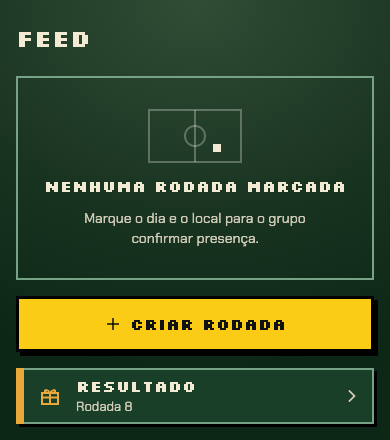 FEED
NENHUMA RODADA MARCADA
Marque o dia e o local para o grupo
confirmar presença.
+ CRIAR RODADA
RESULTADO
Rodada 8